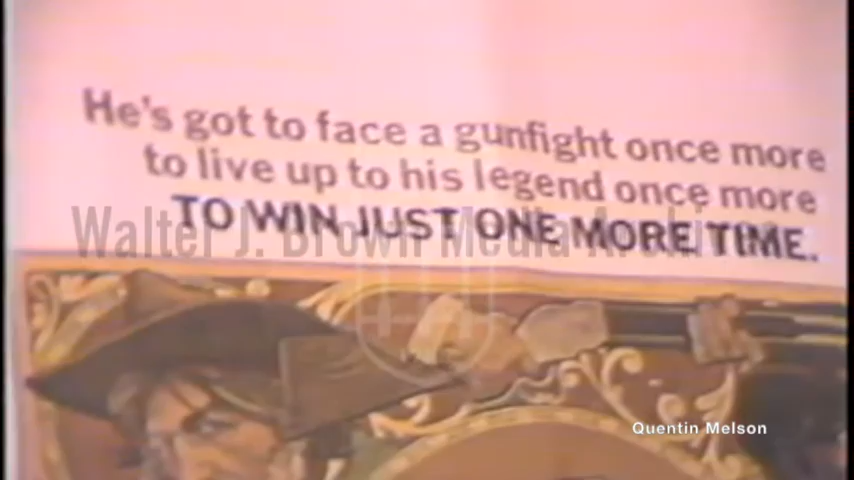 He's got to face a gunfight once more
to live up to his legend once more
TO WIN JUST ONE MORE TIME.
Walter J. Brown Media Archives
Quentin Melson